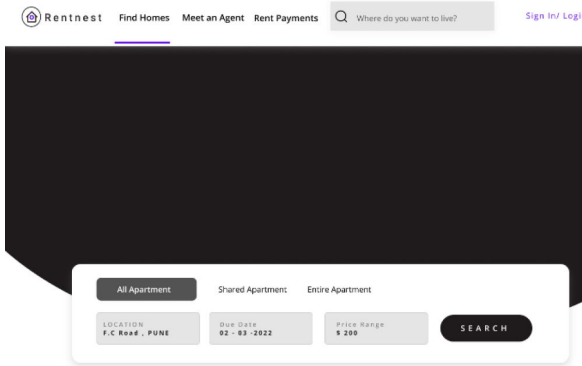 Rentnest Find Homes Meet an Agent Rent Payments Where do you want to live? Sign In/ Logi
All Apartment Shared Apartment Entire Apartment
LOCATION Due Date Price Range
F.C Road , PUNE 02 - 03 -2022 $ 200
SEARCH